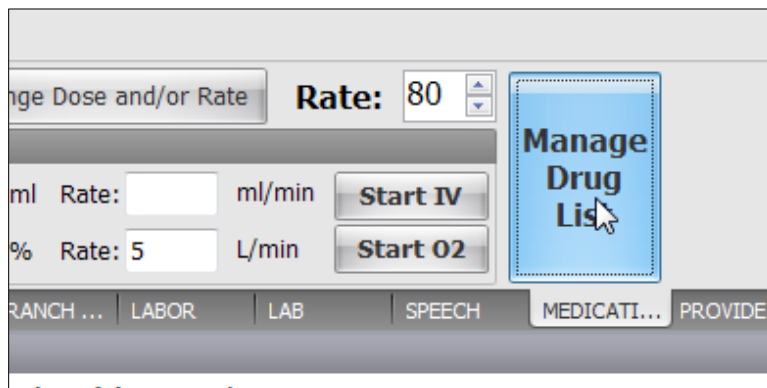 nge Dose and/or Rate Rate: 80
Manage
Drug
List
ml Rate: ml/min Start IV
% Rate: 5 L/min Start O2
RANCH ... LABOR LAB SPEECH MEDICATI... PROVIDE